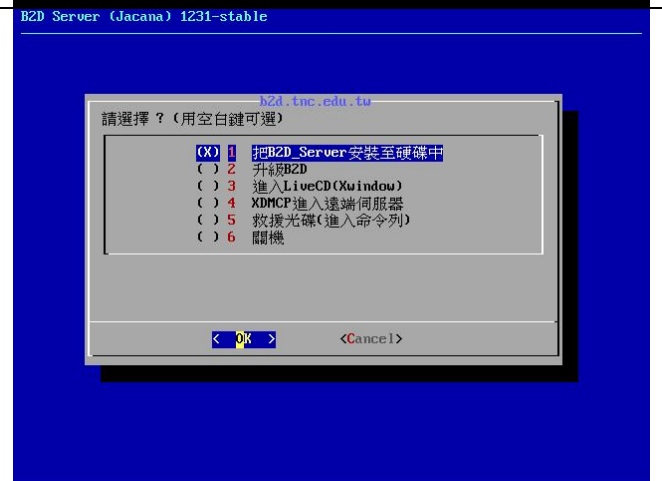 B2D Server (Jacana) 1231-stable
b2d.tnc.edu.tw
請選擇 ? (用空白鍵可選)
(X) 1 把B2D_Server安裝至硬碟中
( ) 2 升級B2D
( ) 3 進入LiveCD(Xwindow)
( ) 4 XDMCP進入遠端伺服器
( ) 5 救援光碟(進入命令列)
( ) 6 關機
< OK > <Cancel>